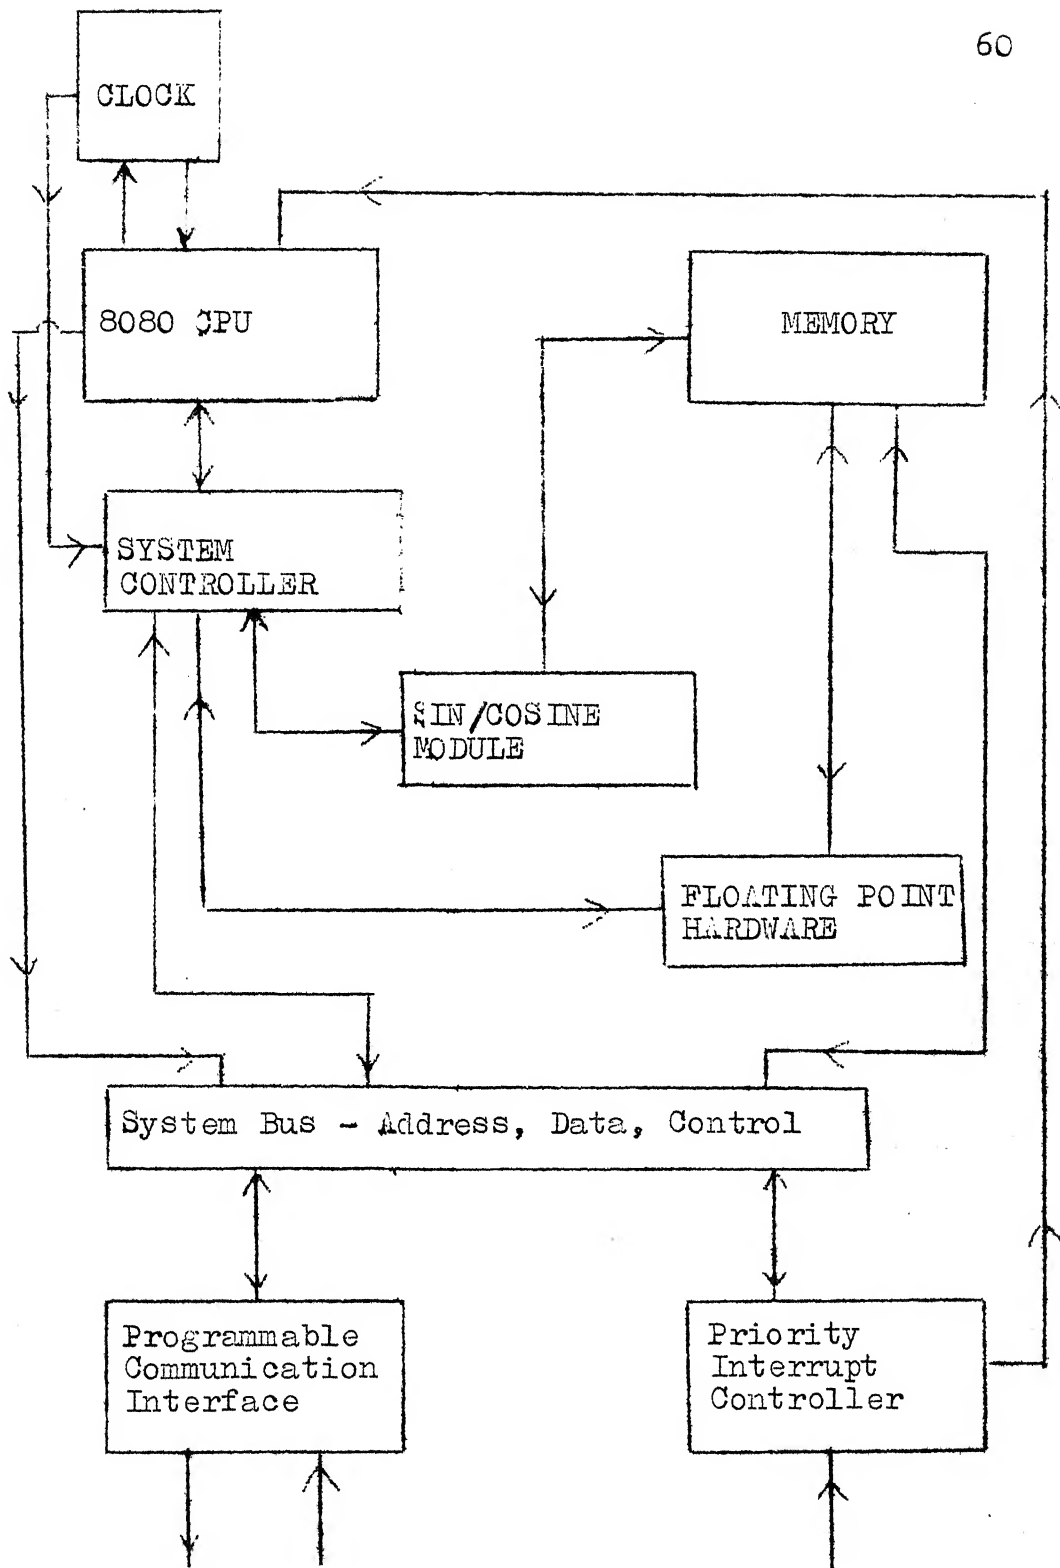 60
CLOCK
8080 CPU
MEMORY
SYSTEM
CONTROLLER
SIN/COSINE
MODULE
FLOATING POINT
HARDWARE
System Bus - Address, Data, Control
Programmable
Communication
Interface
Priority
Interrupt
Controller